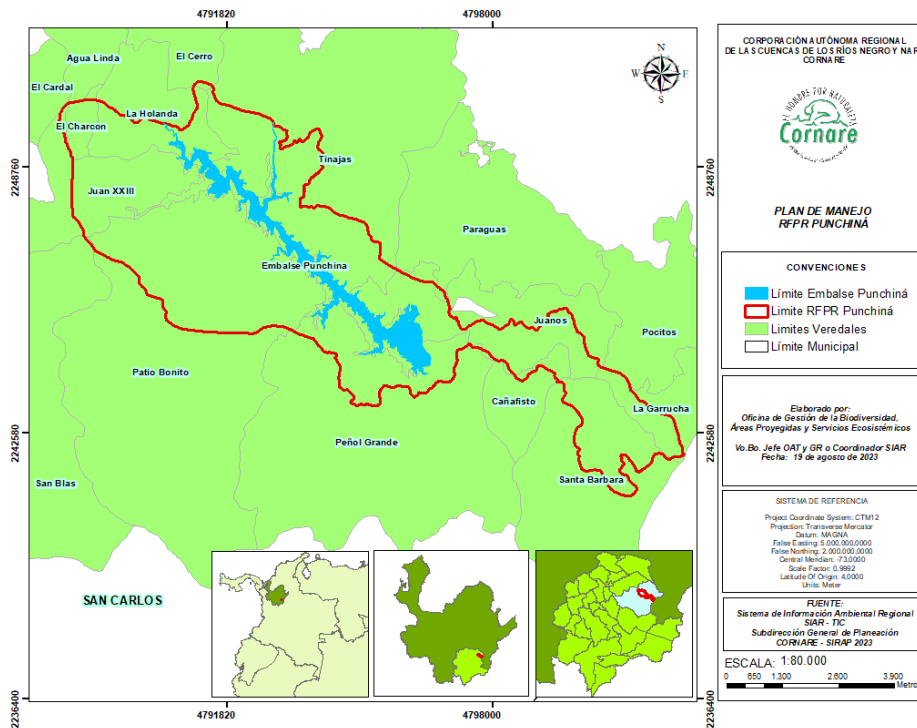 4791820
4798000
El Cerro
Agua Linda
N
W
E
S
El Cardal
La Holanda
El Charcon
Tinajas
Juan XXIII
Paraguas
Embalse Punchina
Juanos
Pocitos
Patio Bonito
Cañafisto
La Garrucha
Peñol Grande
Santa Barbara
San Blas
SAN CARLOS
2248760
2242580
2236400
2248760
2242580
2236400
4791820
4798000
CORPORACIÓN AUTÓNOMA REGIONAL
DE LAS CUENCAS DE LOS RÍOS NEGRO Y NAR
CORNARE
EL HOMBRE POR NATURALEZA
Cornare
PLAN DE MANEJO
RFPR PUNCHINÁ
CONVENCIONES
Límite Embalse Punchiná
Limite RFPR Punchiná
Limites Veredales
Límite Municipal
Elaborado por:
Oficina de Gestión de la Biodiversidad,
Áreas Proyegidas y Servicios Ecosistémicos
Vo.Bo. Jefe OAT y GR o Coordinador SIAR
Fecha: 19 de agosto de 2023
SISTEMA DE REFERENCIA
Project Coordinate System: CTM12
Projection: Transverse Mercator
Datum: MAGNA
False Easting: 5.000.000,0000
False Northing: 2.000.000,0000
Central Meridien: -73,0000
Scale Factor: 0,9992
Latitude Of Origin: 4,0000
Units: Meter
FUENTE:
Sistema de Información Ambiental Regional
SIAR - TIC
Subdirección General de Planeación
CORNARE - SIRAP 2023
ESCALA: 1:80.000
0 650 1.300 2.600 3.900
Metro